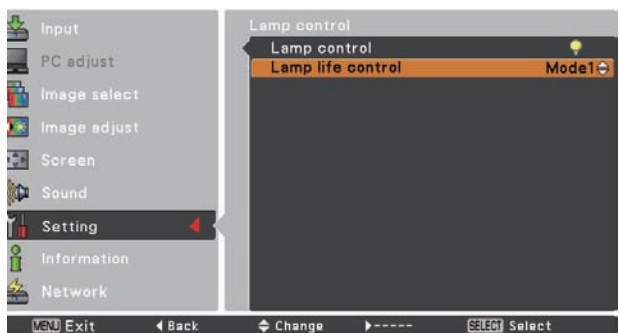 Input
PC adjust
Image select
Image adjust
Screen
Sound
Setting
Information
Network
Lamp control
Lamp control
Lamp life control Mode1
MENU Exit Back Change ----- SELECT Select